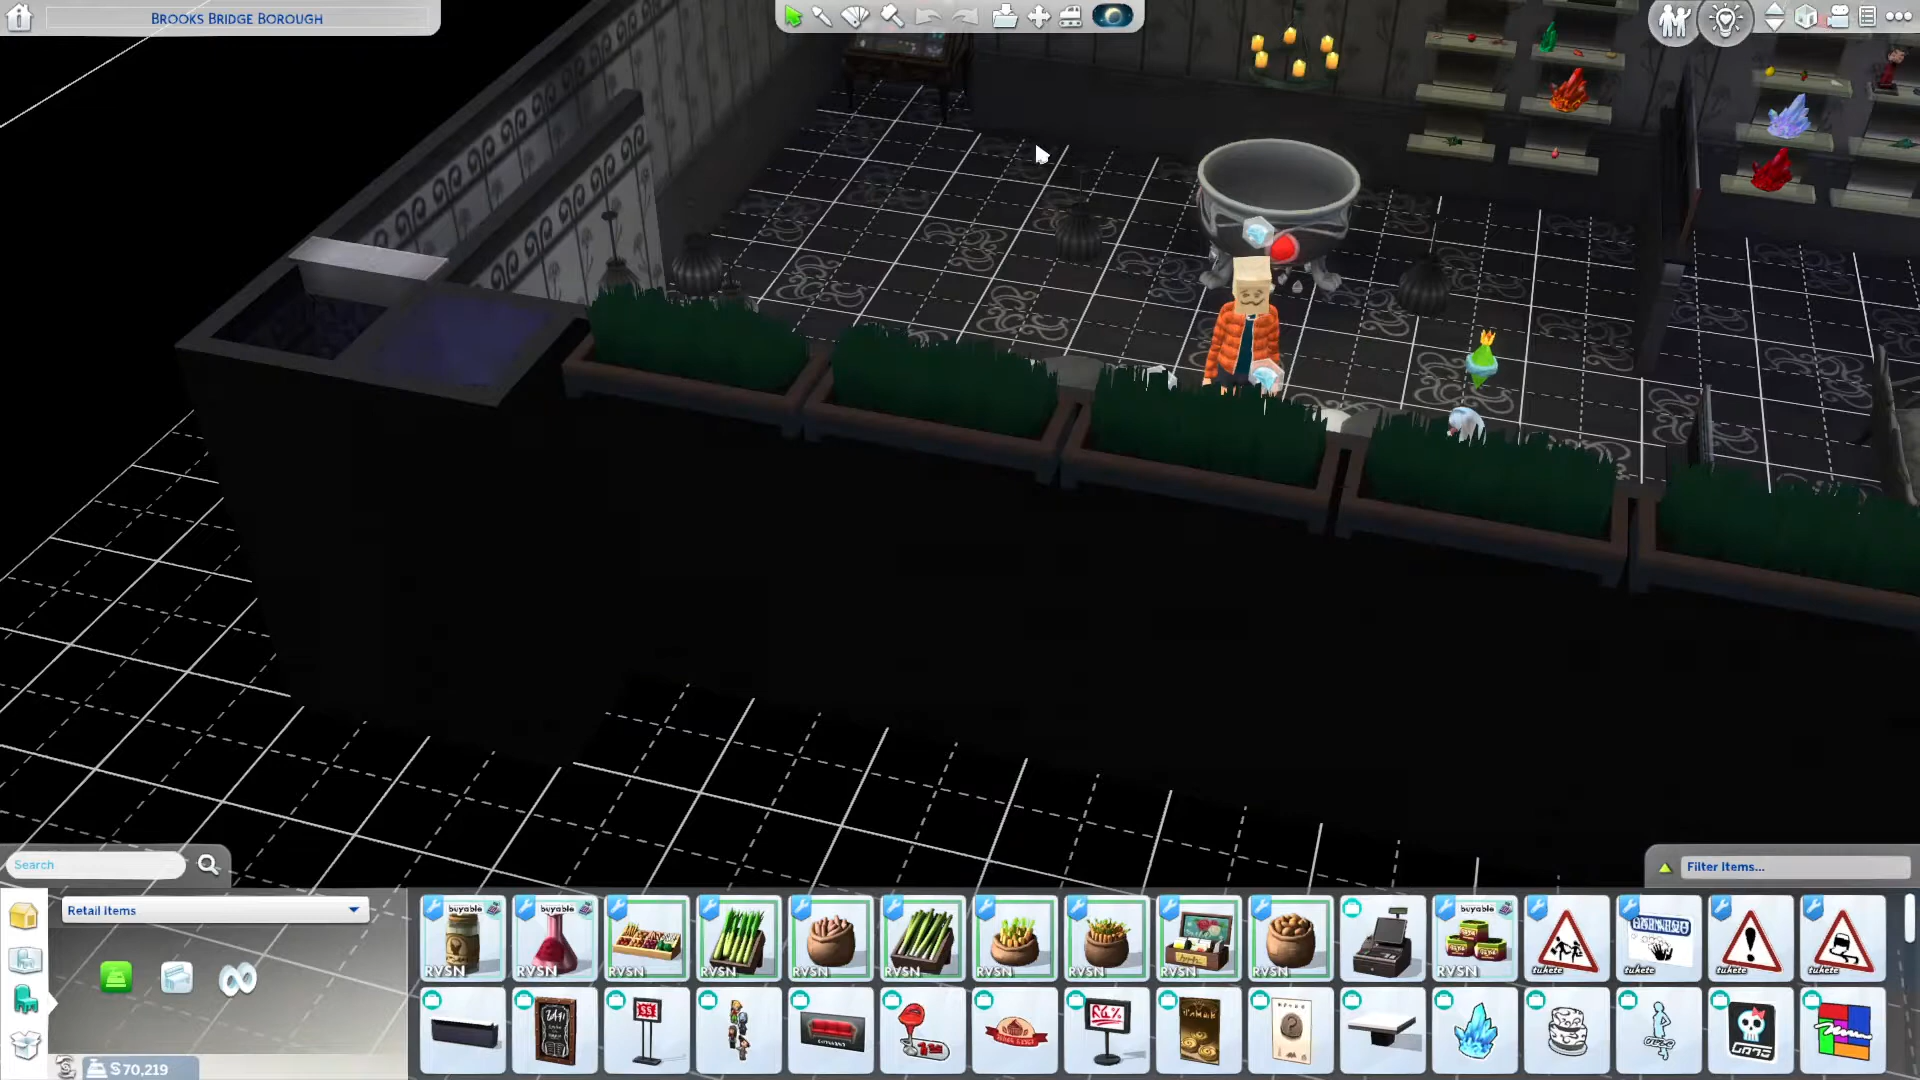 BROOKS BRIDGE BOROUGH
Search
Filter Items...
Retail Items
buyable
RVSN
buyable
RVSN
RVSN
RVSN
RVSN
RVSN
RVSN
RVSN
RVSN
RVSN
buyable
RVSN
tukete
tukete
tukete
tukete
$$
§70,219